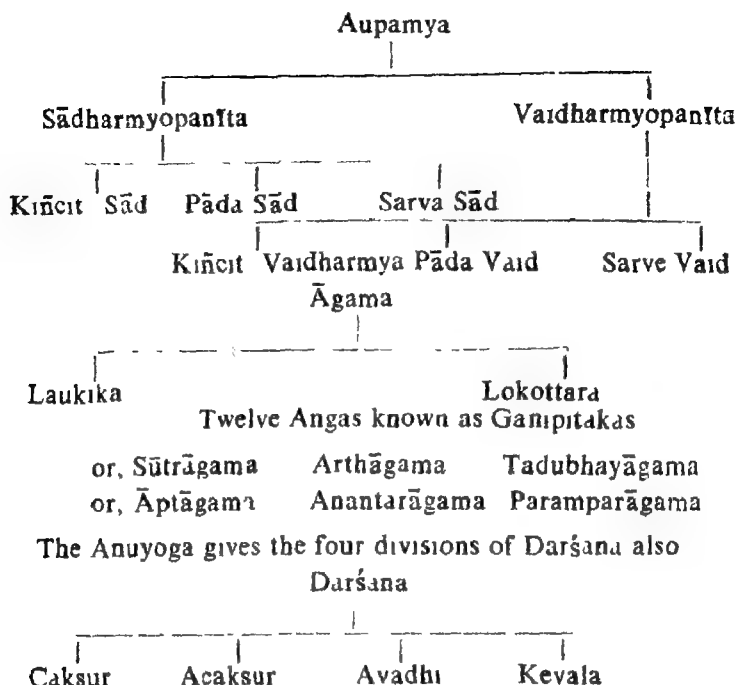 Aupamya
Sādharmyopanīta Vaidharmyopanīta
Kiñcit Sād Pāda Sād Sarva Sād
Kiñcit Vaidharmya Pāda Vaid Sarve Vaid
Āgama
Laukika Lokottara
Twelve Angas known as Ganipitakas
or, Sūtrāgama Arthāgama Tadubhayāgama
or, Āptāgama Anantarāgama Paramparāgama
The Anuyoga gives the four divisions of Darśana also
Darśana
Caksur Acaksur Avadhi Kevala